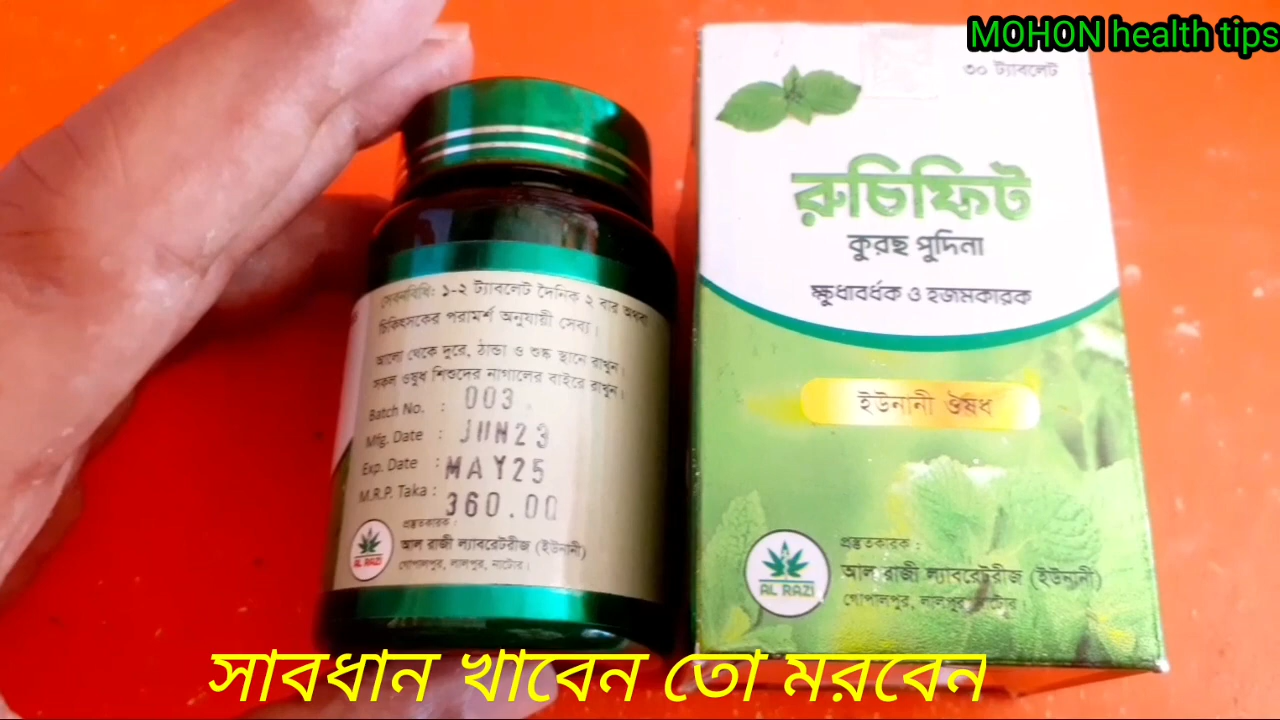 MOHON health tips
৩০ ট্যাবলেট
রুচিফিট
কুরছ পুদিনা
ক্ষুধাবর্ধক ও হজমকারক
ইউনানী ঔষধ
প্রস্তুতকারক :
আল রাজী ল্যাবরেটরীজ (ইউনানী)
গোপালপুর, লালপুর, নাটোর।
AL RAZI
সেবনবিধি: ১-২ ট্যাবলেট দৈনিক ২ বার অথবা
চিকিৎসকের পরামর্শ অনুযায়ী সেব্য।
আলো থেকে দূরে, ঠান্ডা ও শুষ্ক স্থানে রাখুন।
সকল ওষুধ শিশুদের নাগালের বাইরে রাখুন।
Batch No. : 003
Mfg. Date : JUN23
Exp. Date : MAY25
M.R.P. Taka : 360.00
প্রস্তুতকারক :
আল রাজী ল্যাবরেটরীজ (ইউনানী)
গোপালপুর, লালপুর, নাটোর।
AL RAZI
সাবধান খাবেন তো মরবেন